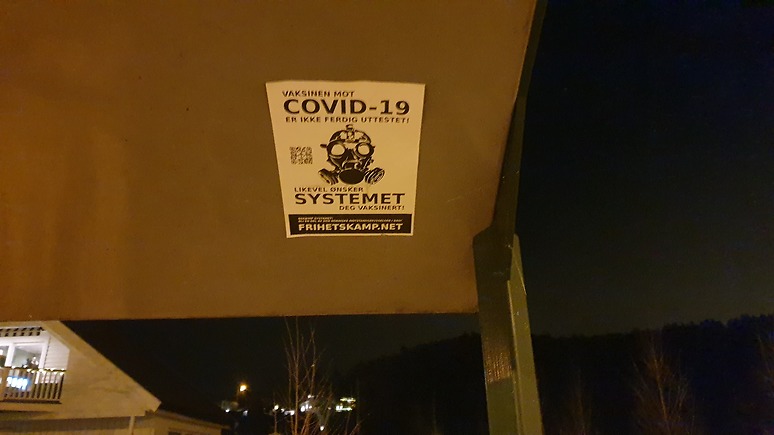 VAKSINEN MOT
COVID-19
ER IKKE FERDIG UTTESTET!
LIKEVEL ØNSKER
SYSTEMET
DEG VAKSINERT!
FRIHETSKAMP.NET